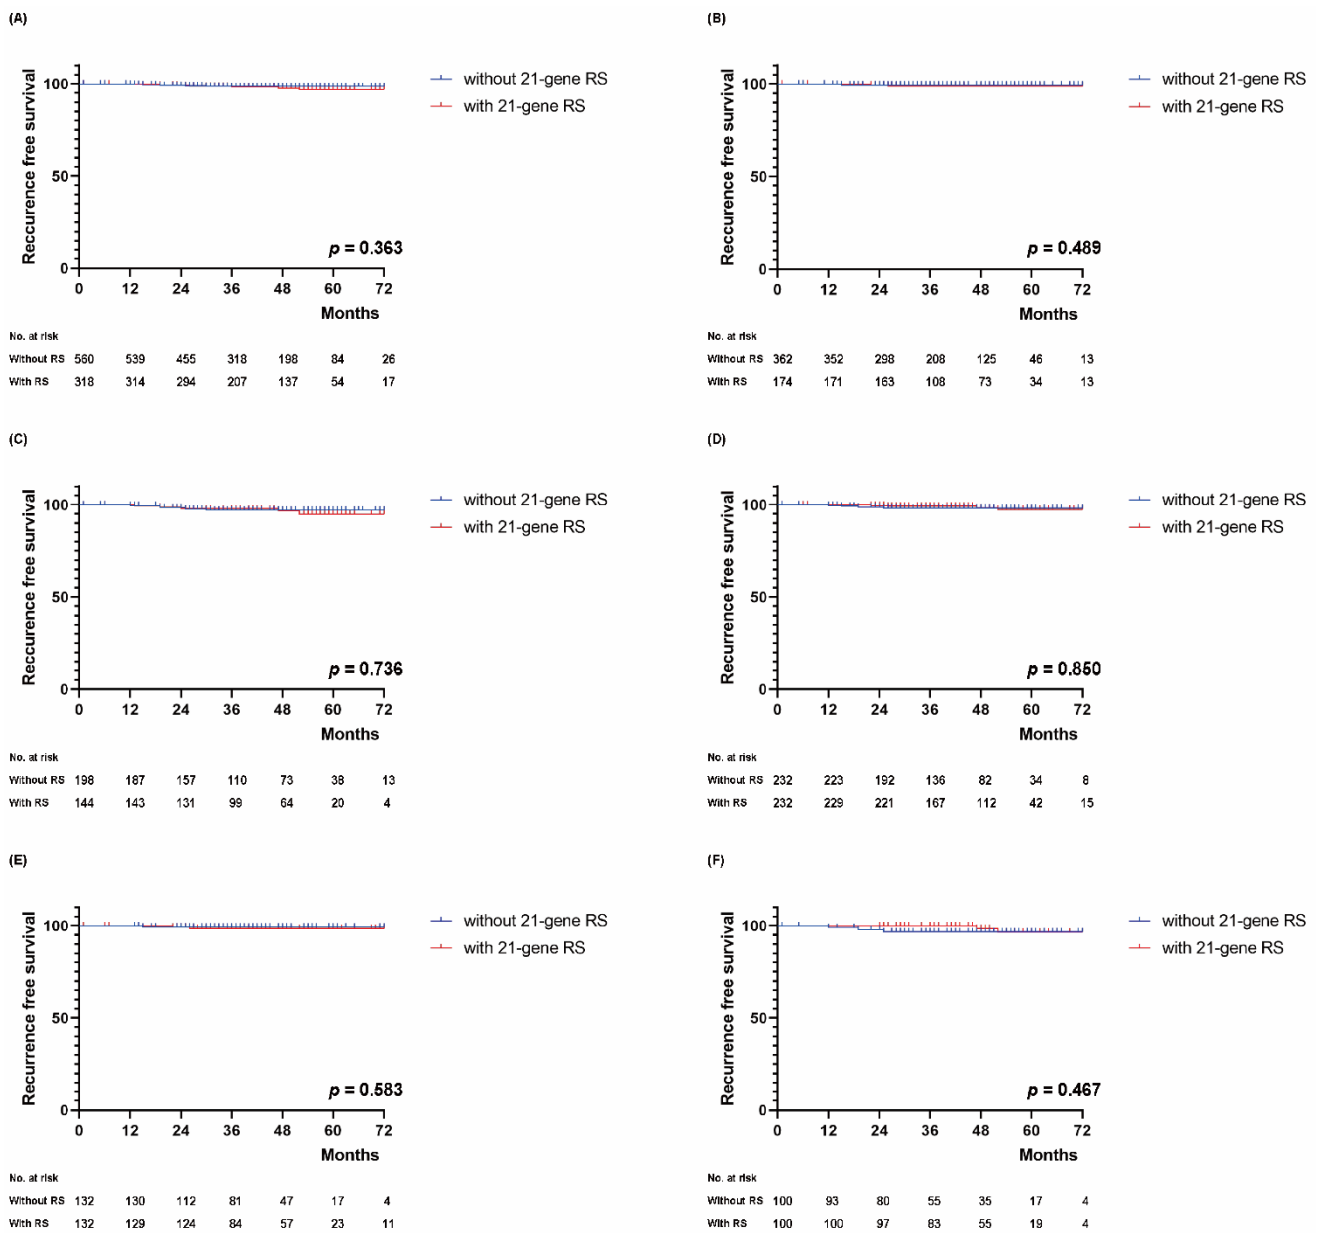 (A)
Reccurence free survival
100
50
0
0 12 24 36 48 60 72
Months
without 21-gene RS
with 21-gene RS
p = 0.363
No. at risk
Without RS 560 539 455 318 198 84 26
With RS 318 314 294 207 137 54 17
(B)
Recurrence free survival
100
50
0
0 12 24 36 48 60 72
Months
without 21-gene RS
with 21-gene RS
p = 0.489
No. at risk
Without RS 362 352 298 208 125 46 13
With RS 174 171 163 108 73 34 13
(C)
Reccurence free survival
100
50
0
0 12 24 36 48 60 72
Months
without 21-gene RS
with 21-gene RS
p = 0.736
No. at risk
Without RS 198 187 157 110 73 38 13
With RS 144 143 131 99 64 20 4
(D)
Recurrence free survival
100
50
0
0 12 24 36 48 60 72
Months
without 21-gene RS
with 21-gene RS
p = 0.850
No. at risk
Without RS 232 223 192 136 82 34 8
With RS 232 229 221 167 112 42 15
(E)
Recurrence free survival
100
50
0
0 12 24 36 48 60 72
Months
without 21-gene RS
with 21-gene RS
p = 0.583
No. at risk
Without RS 132 130 112 81 47 17 4
With RS 132 129 124 84 57 23 11
(F)
Recurrence free survival
100
50
0
0 12 24 36 48 60 72
Months
without 21-gene RS
with 21-gene RS
p = 0.467
No. at risk
Without RS 100 93 80 55 35 17 4
With RS 100 100 97 83 55 19 4